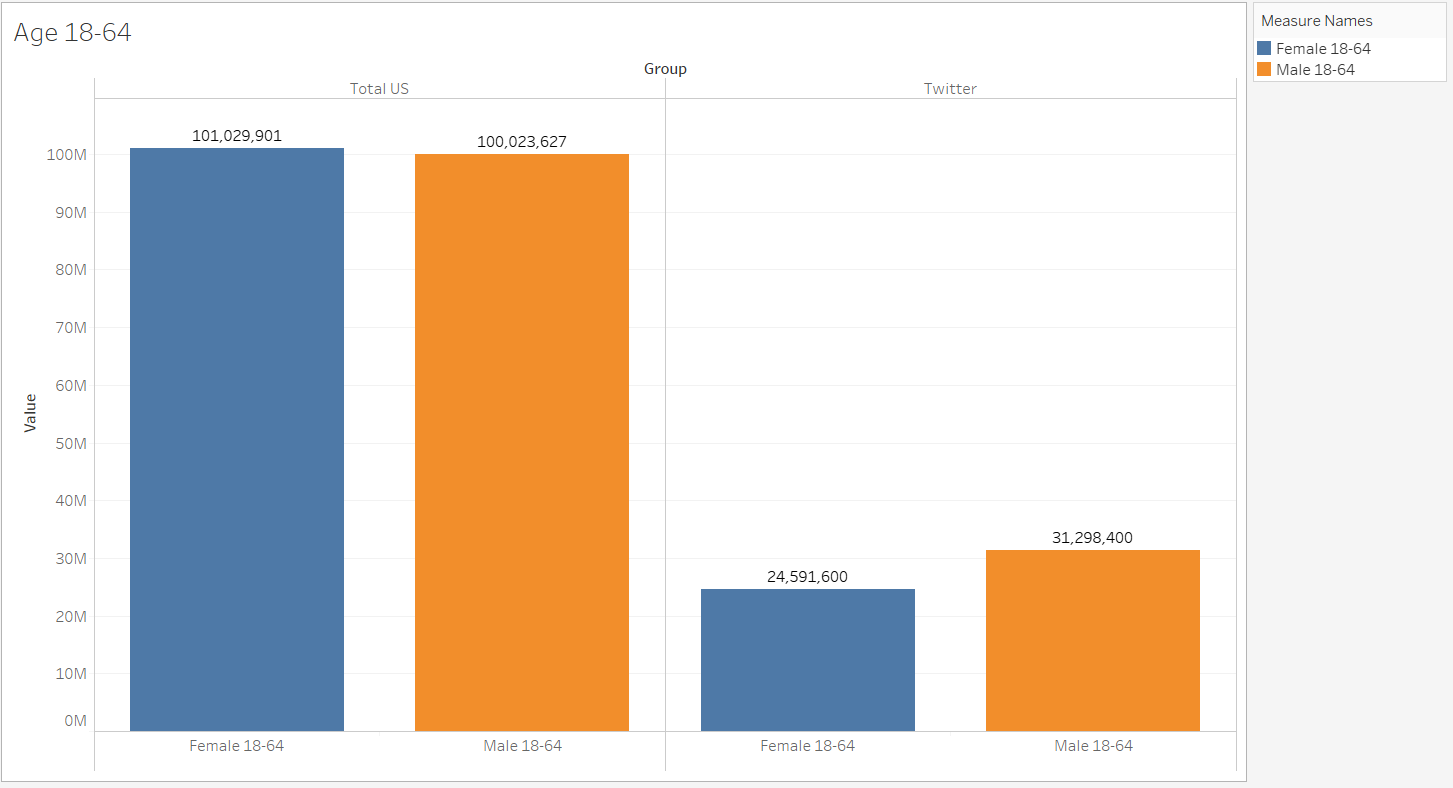 Age 18-64
Group
Total US
Twitter
Value
100M
90M
80M
70M
60M
50M
40M
30M
20M
10M
0M
101,029,901
100,023,627
24,591,600
31,298,400
Female 18-64
Male 18-64
Female 18-64
Male 18-64
Measure Names
Female 18-64
Male 18-64